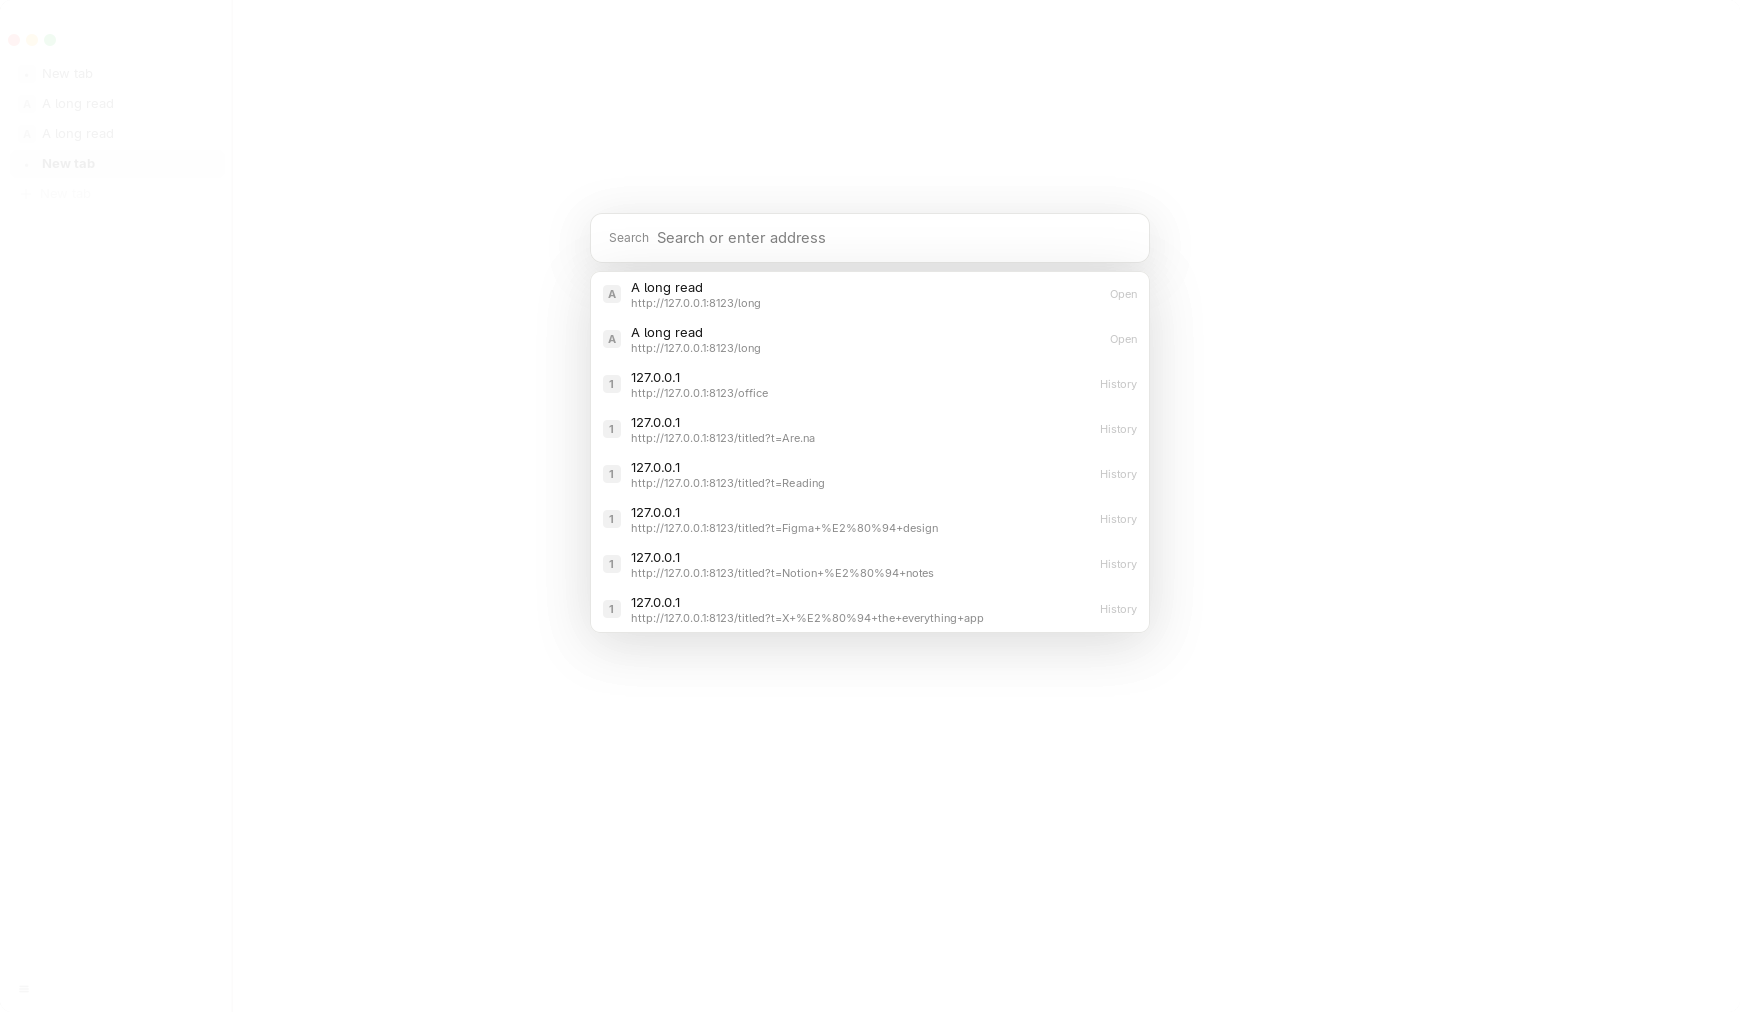 New tab
A A long read
A A long read
New tab
Search Search or enter address
A A long read
http://127.0.0.1:8123/long
Open
A A long read
http://127.0.0.1:8123/long
Open
1 127.0.0.1
http://127.0.0.1:8123/office
History
1 127.0.0.1
http://127.0.0.1:8123/titled?t=Are.na
History
1 127.0.0.1
http://127.0.0.1:8123/titled?t=Reading
History
1 127.0.0.1
http://127.0.0.1:8123/titled?t=Figma+%E2%80%94+design
History
1 127.0.0.1
http://127.0.0.1:8123/titled?t=Notion+%E2%80%94+notes
History
1 127.0.0.1
http://127.0.0.1:8123/titled?t=X+%E2%80%94+the+everything+app
History